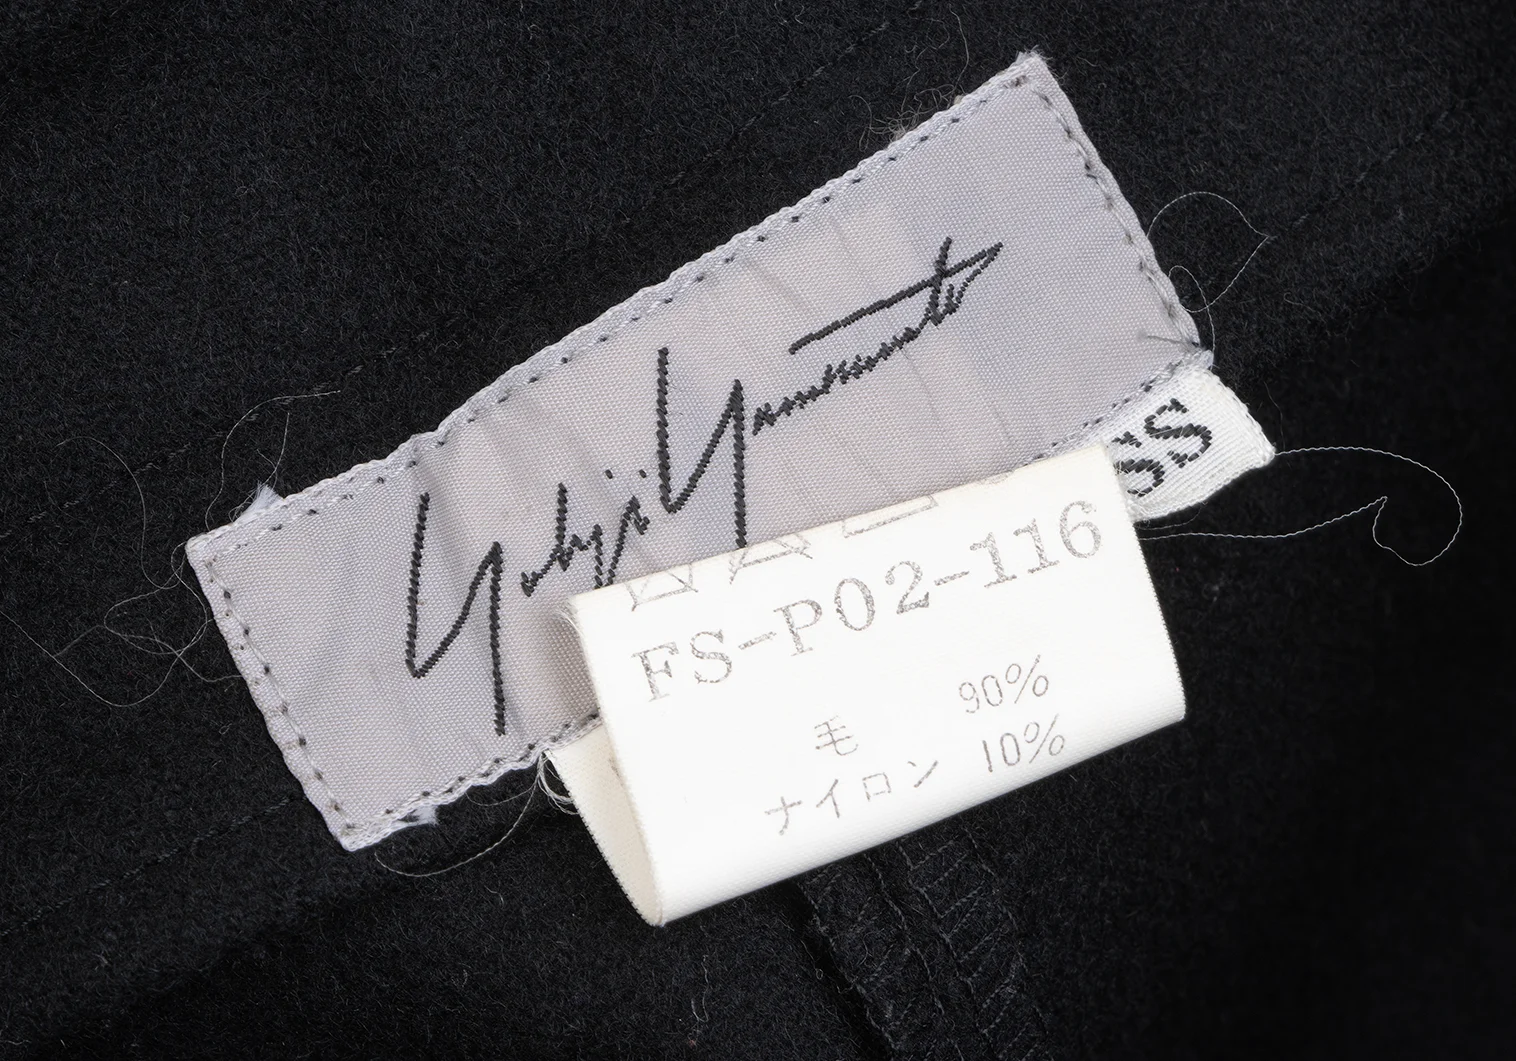 Yohji Yamamoto
SS
FS-P02-116
毛 90%
ナイロン 10%